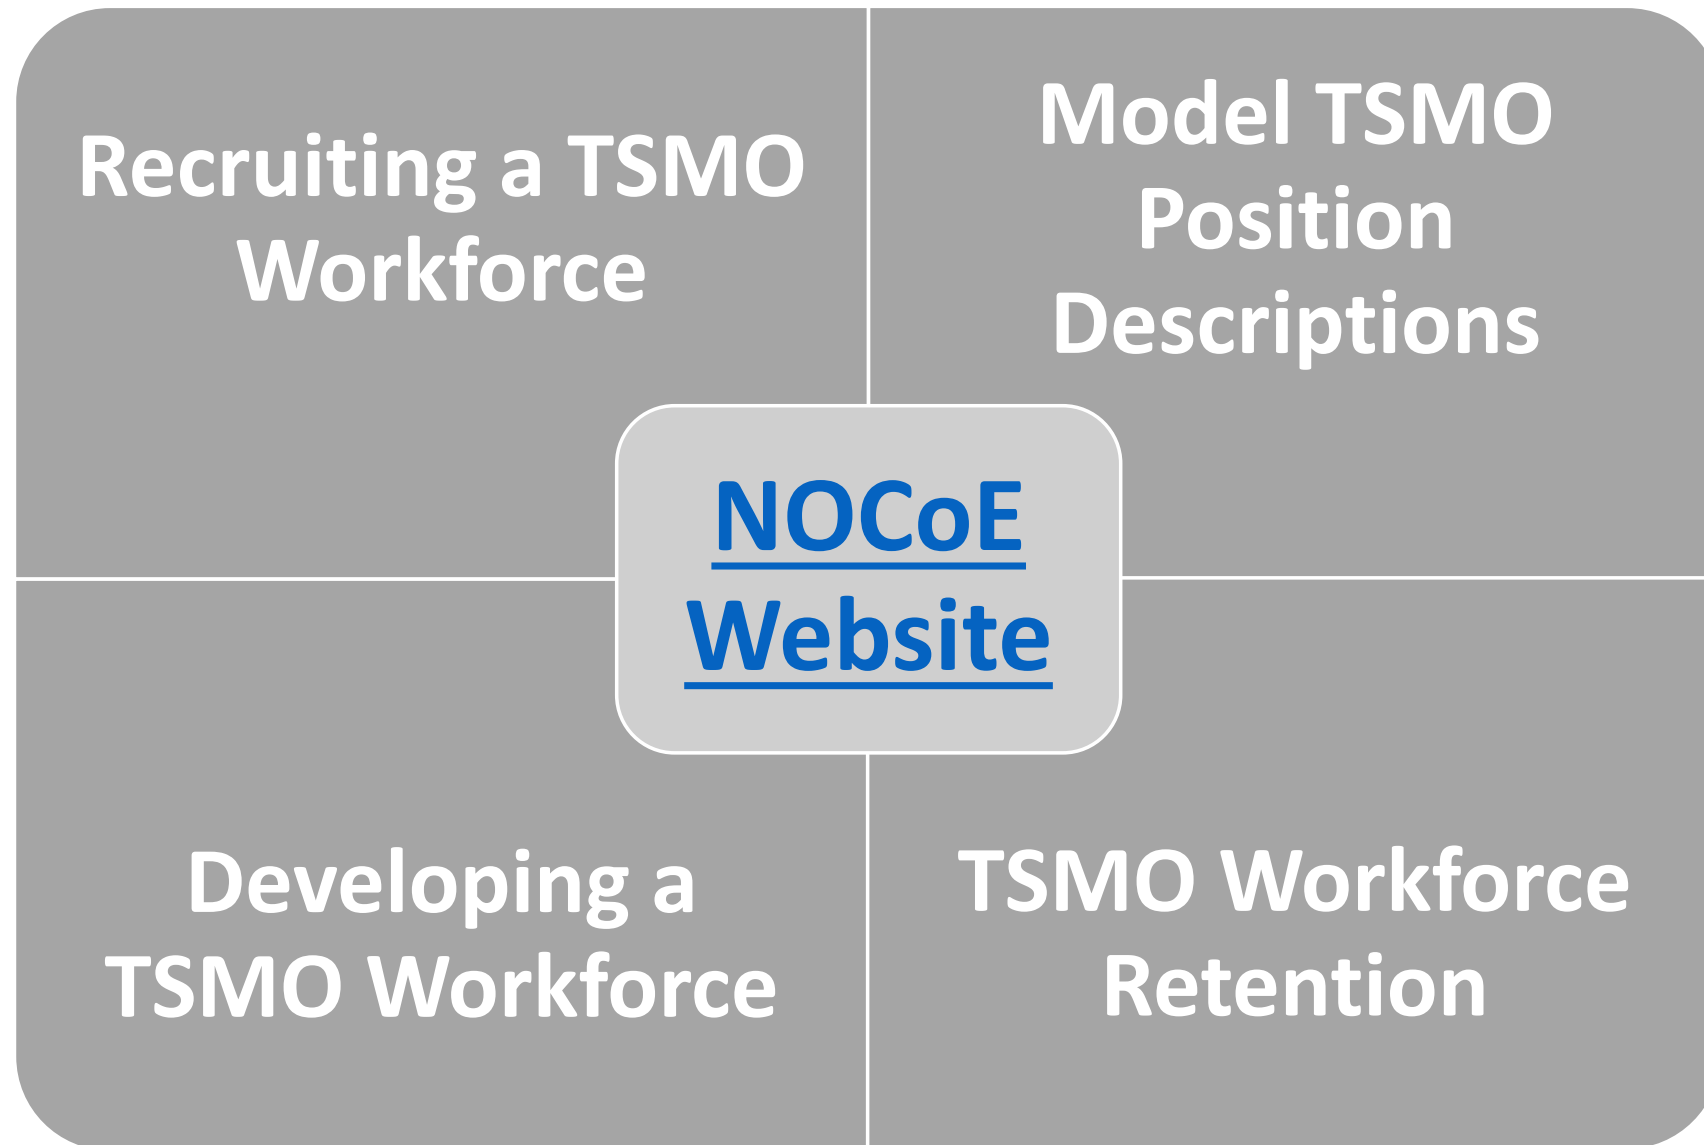 Recruiting a TSMO
Workforce
Model TSMO
Position
Descriptions
NOCoE
Website
Developing a
TSMO Workforce
TSMO Workforce
Retention